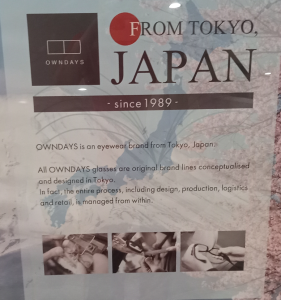 OWNDAYS
FROM TOKYO,
JAPAN
- since1989 -
OWNDAYS is an eyewear brand from Tokyo, Japan.
All OWNDAYS glasses are original brand lines conceptualised
and designed in Tokyo.
In fact, the entire process, including design, production, logistics
and retail, is managed from within.